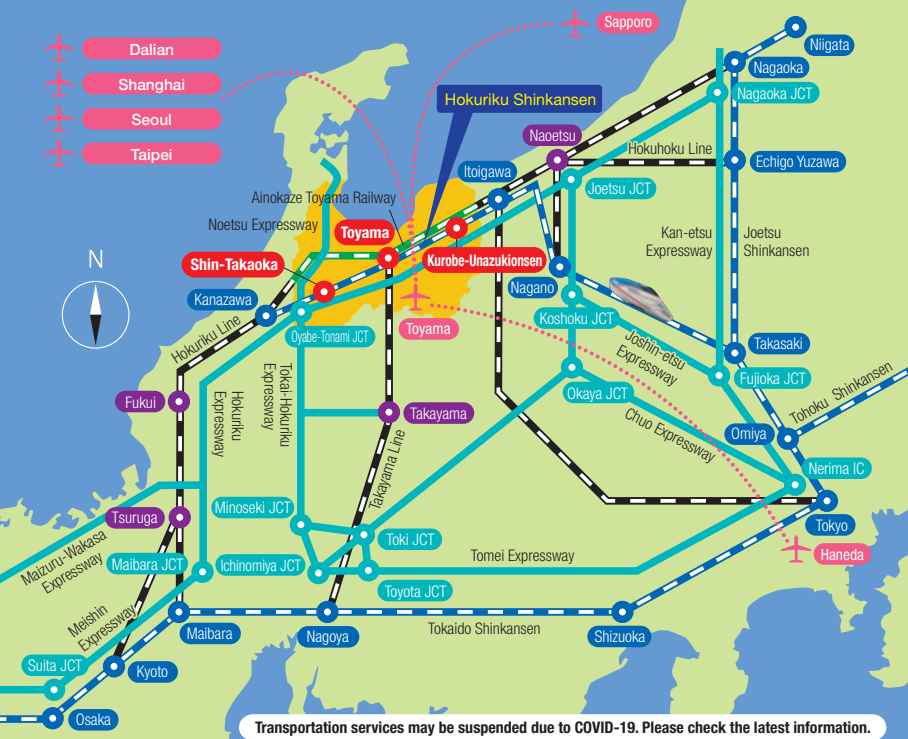 Dalian
Shanghai
Seoul
Taipei
Sapporo
Niigata
Nagaoka
Nagaoka JCT
Hokuriku Shinkansen
Naoetsu
Hokuhoku Line
Echigo Yuzawa
Itoigawa
Joetsu JCT
Ainokaze Toyama Railway
Noetsu Expressway
Toyama
Kan-etsu
Expressway
Joetsu
Shinkansen
N
Shin-Takaoka
Kurobe-Unazukionsen
Nagano
Kanazawa
Koshoku JCT
Toyama
Oyabe-Tonami JCT
Hokuriku Line
Takasaki
Joshin-etsu
Expressway
Fujioka JCT
Tohoku Shinkansen
Okaya JCT
Fukui
Hokuriku
Expressway
Tokai-Hokuriku
Expressway
Takayama
Chuo Expressway
Omiya
Takayama Line
Nerima IC
Minoseki JCT
Tsuruga
Tokyo
Toki JCT
Haneda
Maizuru-Wakasa
Expressway
Maibara JCT
Ichinomiya JCT
Tomei Expressway
Toyota JCT
Meishin
Expressway
Maibara
Nagoya
Tokaido Shinkansen
Shizuoka
Suita JCT
Kyoto
Osaka
Transportation services may be suspended due to COVID-19. Please check the latest information.